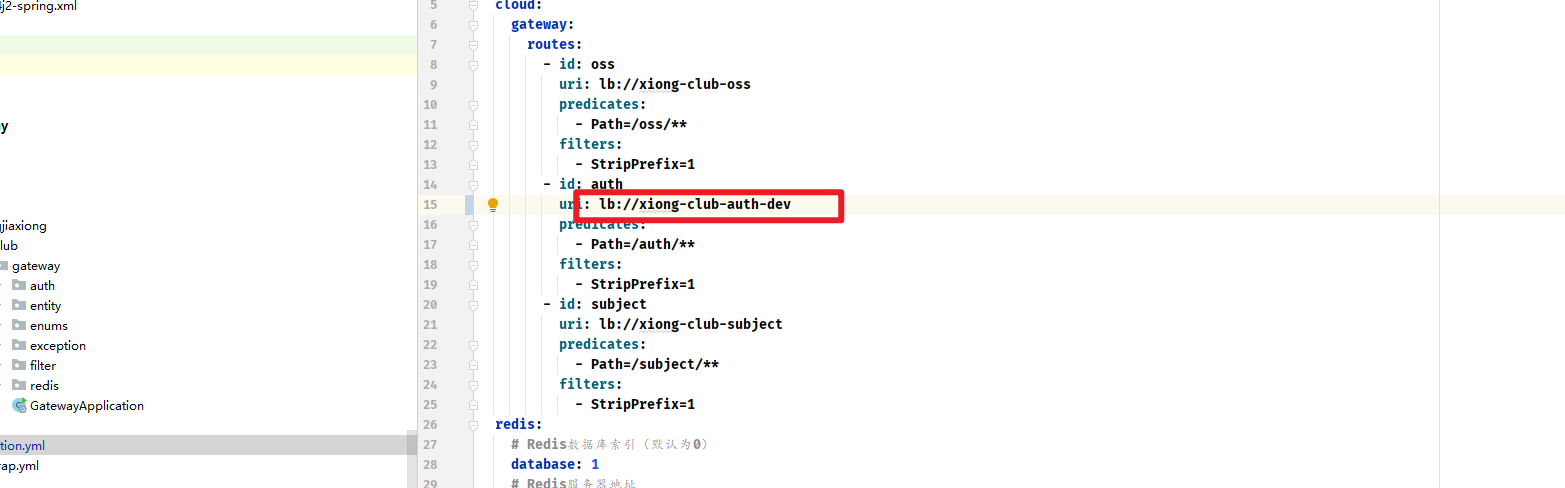 j2-spring.xml
y
jiaxiong
lub
gateway
auth
entity
enums
exception
filter
redis
GatewayApplication
tion.yml
ap.yml
5 cloud:
6 gateway:
7 routes:
8 - id: oss
9 uri: lb://xiong-club-oss
10 predicates:
11 - Path=/oss/**
12 filters:
13 - StripPrefix=1
14 - id: auth
15 uri: lb://xiong-club-auth-dev
16 predicates:
17 - Path=/auth/**
18 filters:
19 - StripPrefix=1
20 - id: subject
21 uri: lb://xiong-club-subject
22 predicates:
23 - Path=/subject/**
24 filters:
25 - StripPrefix=1
26 redis:
27 # Redis数据库索引（默认为0）
28 database: 1
29 # Redis服务器地址